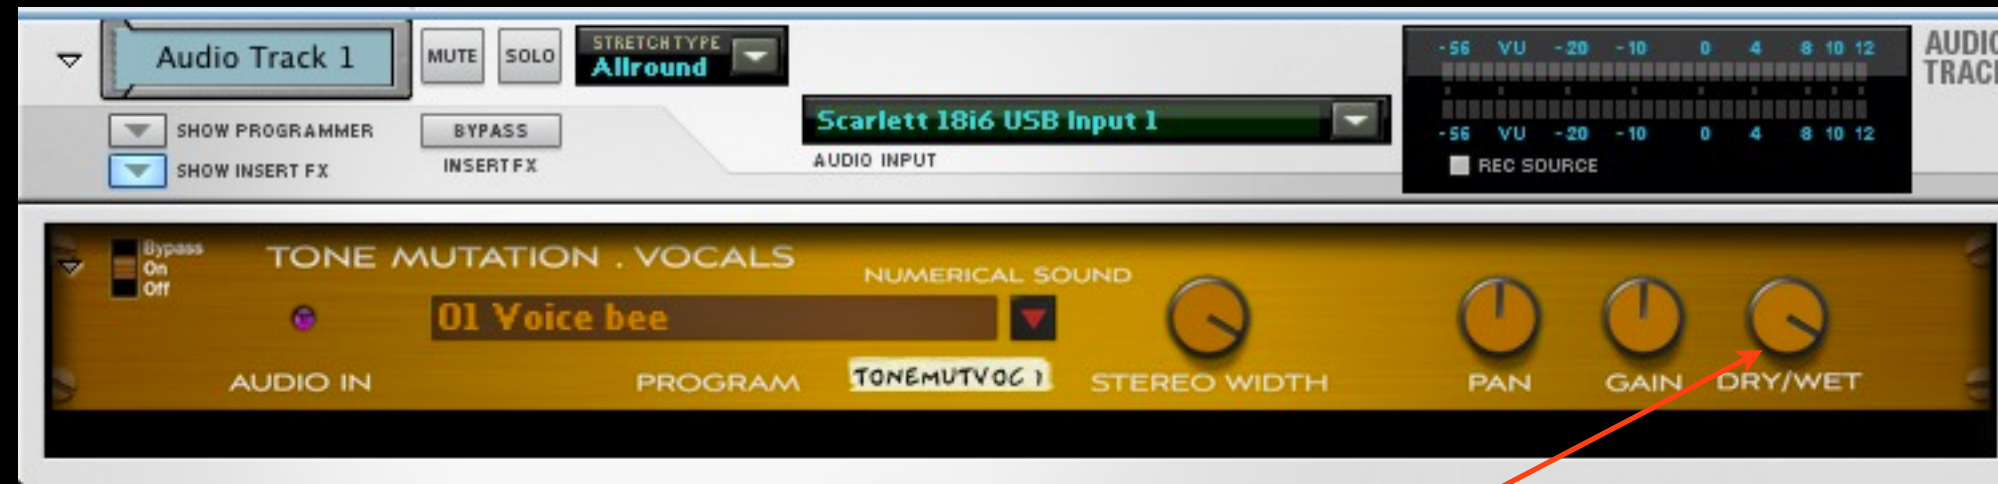 Audio Track 1
MUTE
SOLO
STRETCH TYPE
Allround
-56 VU -20 -10 0 4 8 10 12
AUDIO
SHOW PROGRAMMER
BYPASS
Scarlett 18i6 USB Input 1
-56 VU -20 -10 0 4 8 10 12
SHOW INSERT FX
INSERT FX
AUDIO INPUT
REC SOURCE
Bypass
On
Off
TONE MUTATION . VOCALS
NUMERICAL SOUND
01 Voice bee
AUDIO IN
PROGRAM
TONEMUTVOC 1
STEREO WIDTH
PAN
GAIN
DRY/WET